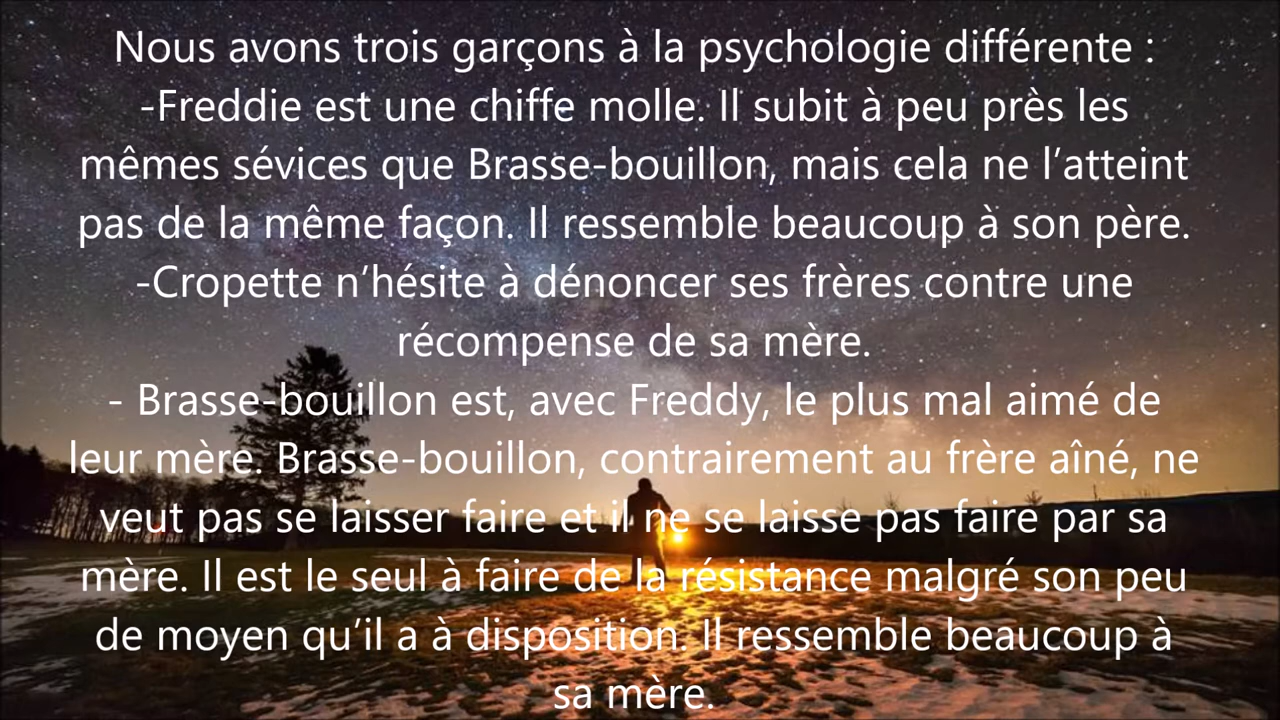 Nous avons trois garçons à la psychologie différente :
-Freddie est une chiffe molle. Il subit à peu près les
mêmes sévices que Brasse-bouillon, mais cela ne l’atteint
pas de la même façon. Il ressemble beaucoup à son père.
-Cropette n’hésite à dénoncer ses frères contre une
récompense de sa mère.
- Brasse-bouillon est, avec Freddy, le plus mal aimé de
leur mère. Brasse-bouillon, contrairement au frère aîné, ne
veut pas se laisser faire et il ne se laisse pas faire par sa
mère. Il est le seul à faire de la résistance malgré son peu
de moyen qu’il a à disposition. Il ressemble beaucoup à
sa mère.